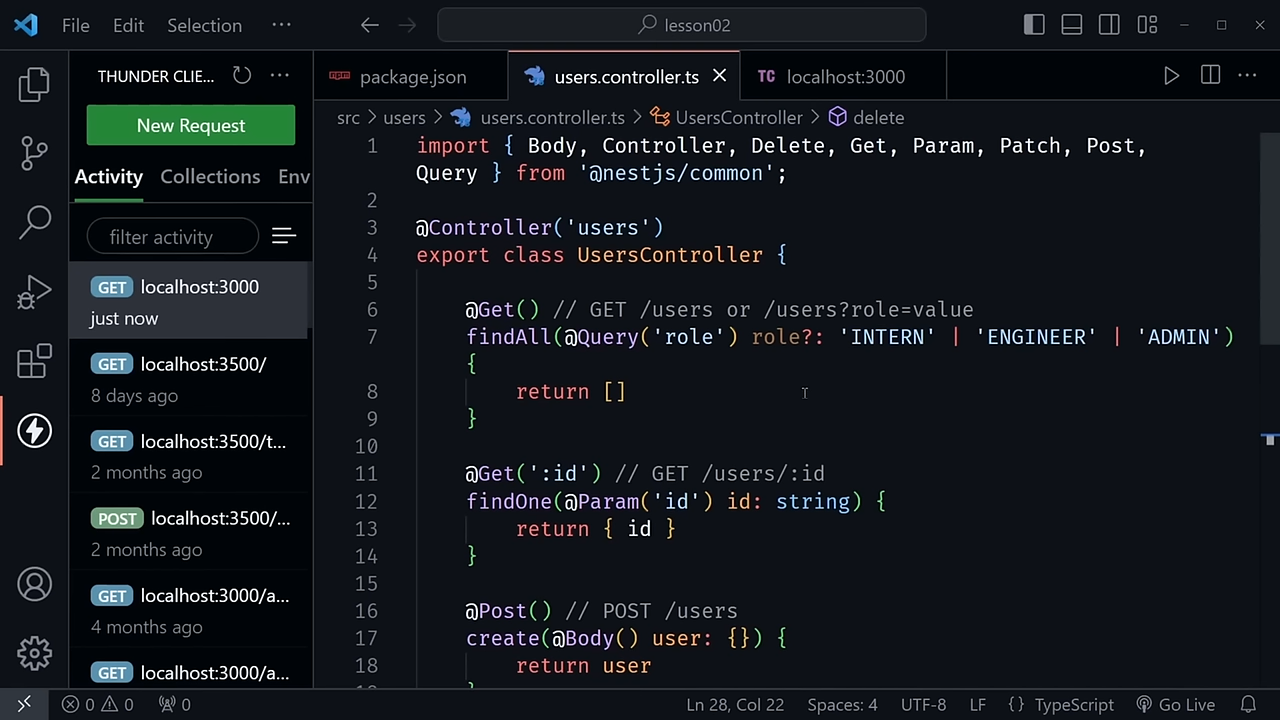 File Edit Selection ···
lesson02
THUNDER CLIE... ···
New Request
Activity Collections Env
filter activity
GET localhost:3000
just now
GET localhost:3500/
8 days ago
GET localhost:3500/t...
2 months ago
POST localhost:3500/...
2 months ago
GET localhost:3000/a...
4 months ago
GET localhost:3000/a...
package.json
users.controller.ts
TC localhost:3000
src > users > users.controller.ts > UsersController > delete
1 import { Body, Controller, Delete, Get, Param, Patch, Post,
Query } from '@nestjs/common';
2
3 @Controller('users')
4 export class UsersController {
5
6 @Get() // GET /users or /users?role=value
7 findAll(@Query('role') role?: 'INTERN' | 'ENGINEER' | 'ADMIN')
{
8 return []
9 }
10
11 @Get(':id') // GET /users/:id
12 findOne(@Param('id') id: string) {
13 return { id }
14 }
15
16 @Post() // POST /users
17 create(@Body() user: {}) {
18 return user
0 0 0 Ln 28, Col 22 Spaces: 4 UTF-8 LF {} TypeScript Go Live